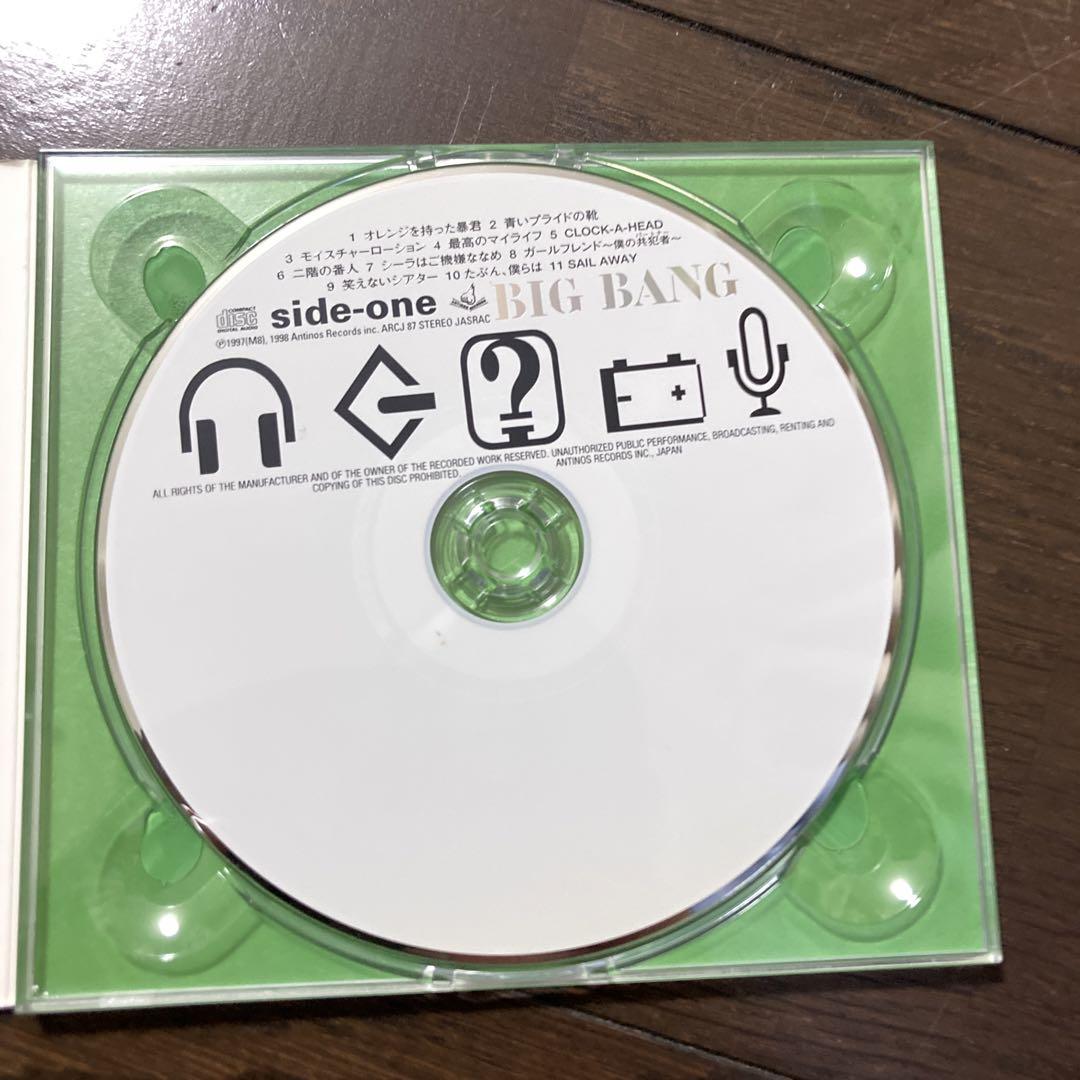 1 オレンジを持った暴君 2 青いプライドの靴
3 モイスチャーローション 4 最高のマイライフ 5 CLOCK-A-HEAD
6 二階の番人 7 シーラはご機嫌ななめ 8 ガールフレンド〜僕の共犯者〜
パートナー
9 笑えないシアター 10 たぶん、僕らは 11 SAIL AWAY
COMPACT
disc
DIGITAL AUDIO
side-one
BIG BANG
Ⓟ1997(M8), 1998 Antinos Records inc. ARCJ 87 STEREO JASRAC
ALL RIGHTS OF THE MANUFACTURER AND OF THE OWNER OF THE RECORDED WORK RESERVED. UNAUTHORIZED PUBLIC PERFORMANCE, BROADCASTING, RENTING AND
COPYING OF THIS DISC PROHIBITED. ANTINOS RECORDS INC., JAPAN